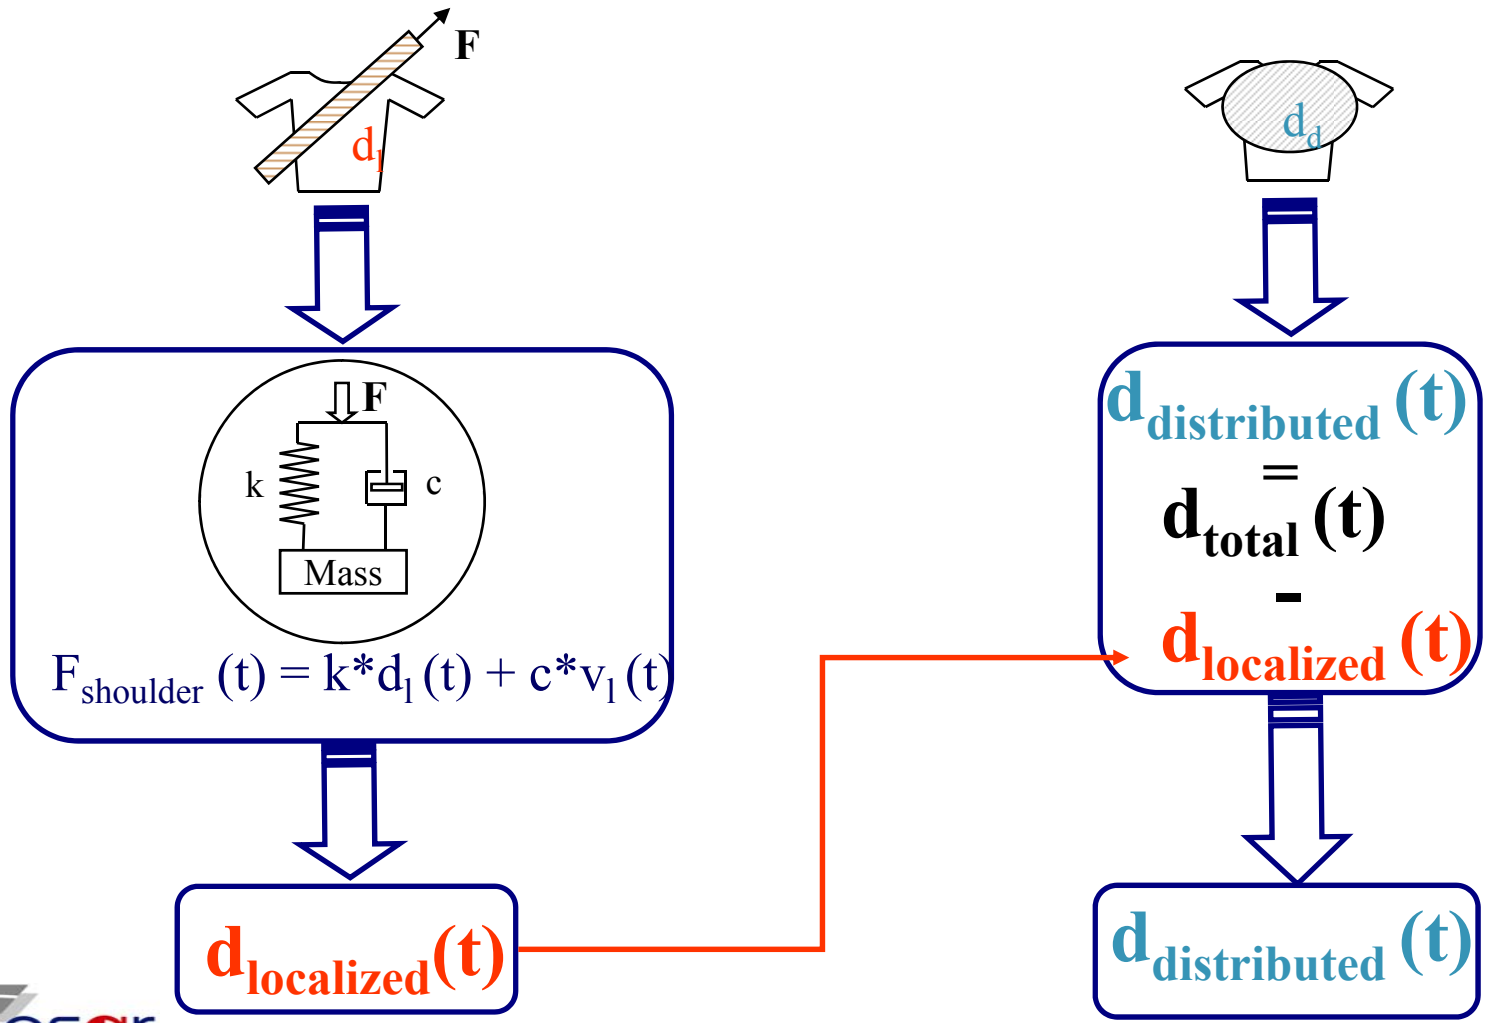 F
d_l
F
k
c
Mass
F_shoulder (t) = k*d_l (t) + c*v_l (t)
d_localized(t)
d_d
d_distributed (t)
=
d_total (t)
-
d_localized (t)
d_distributed (t)